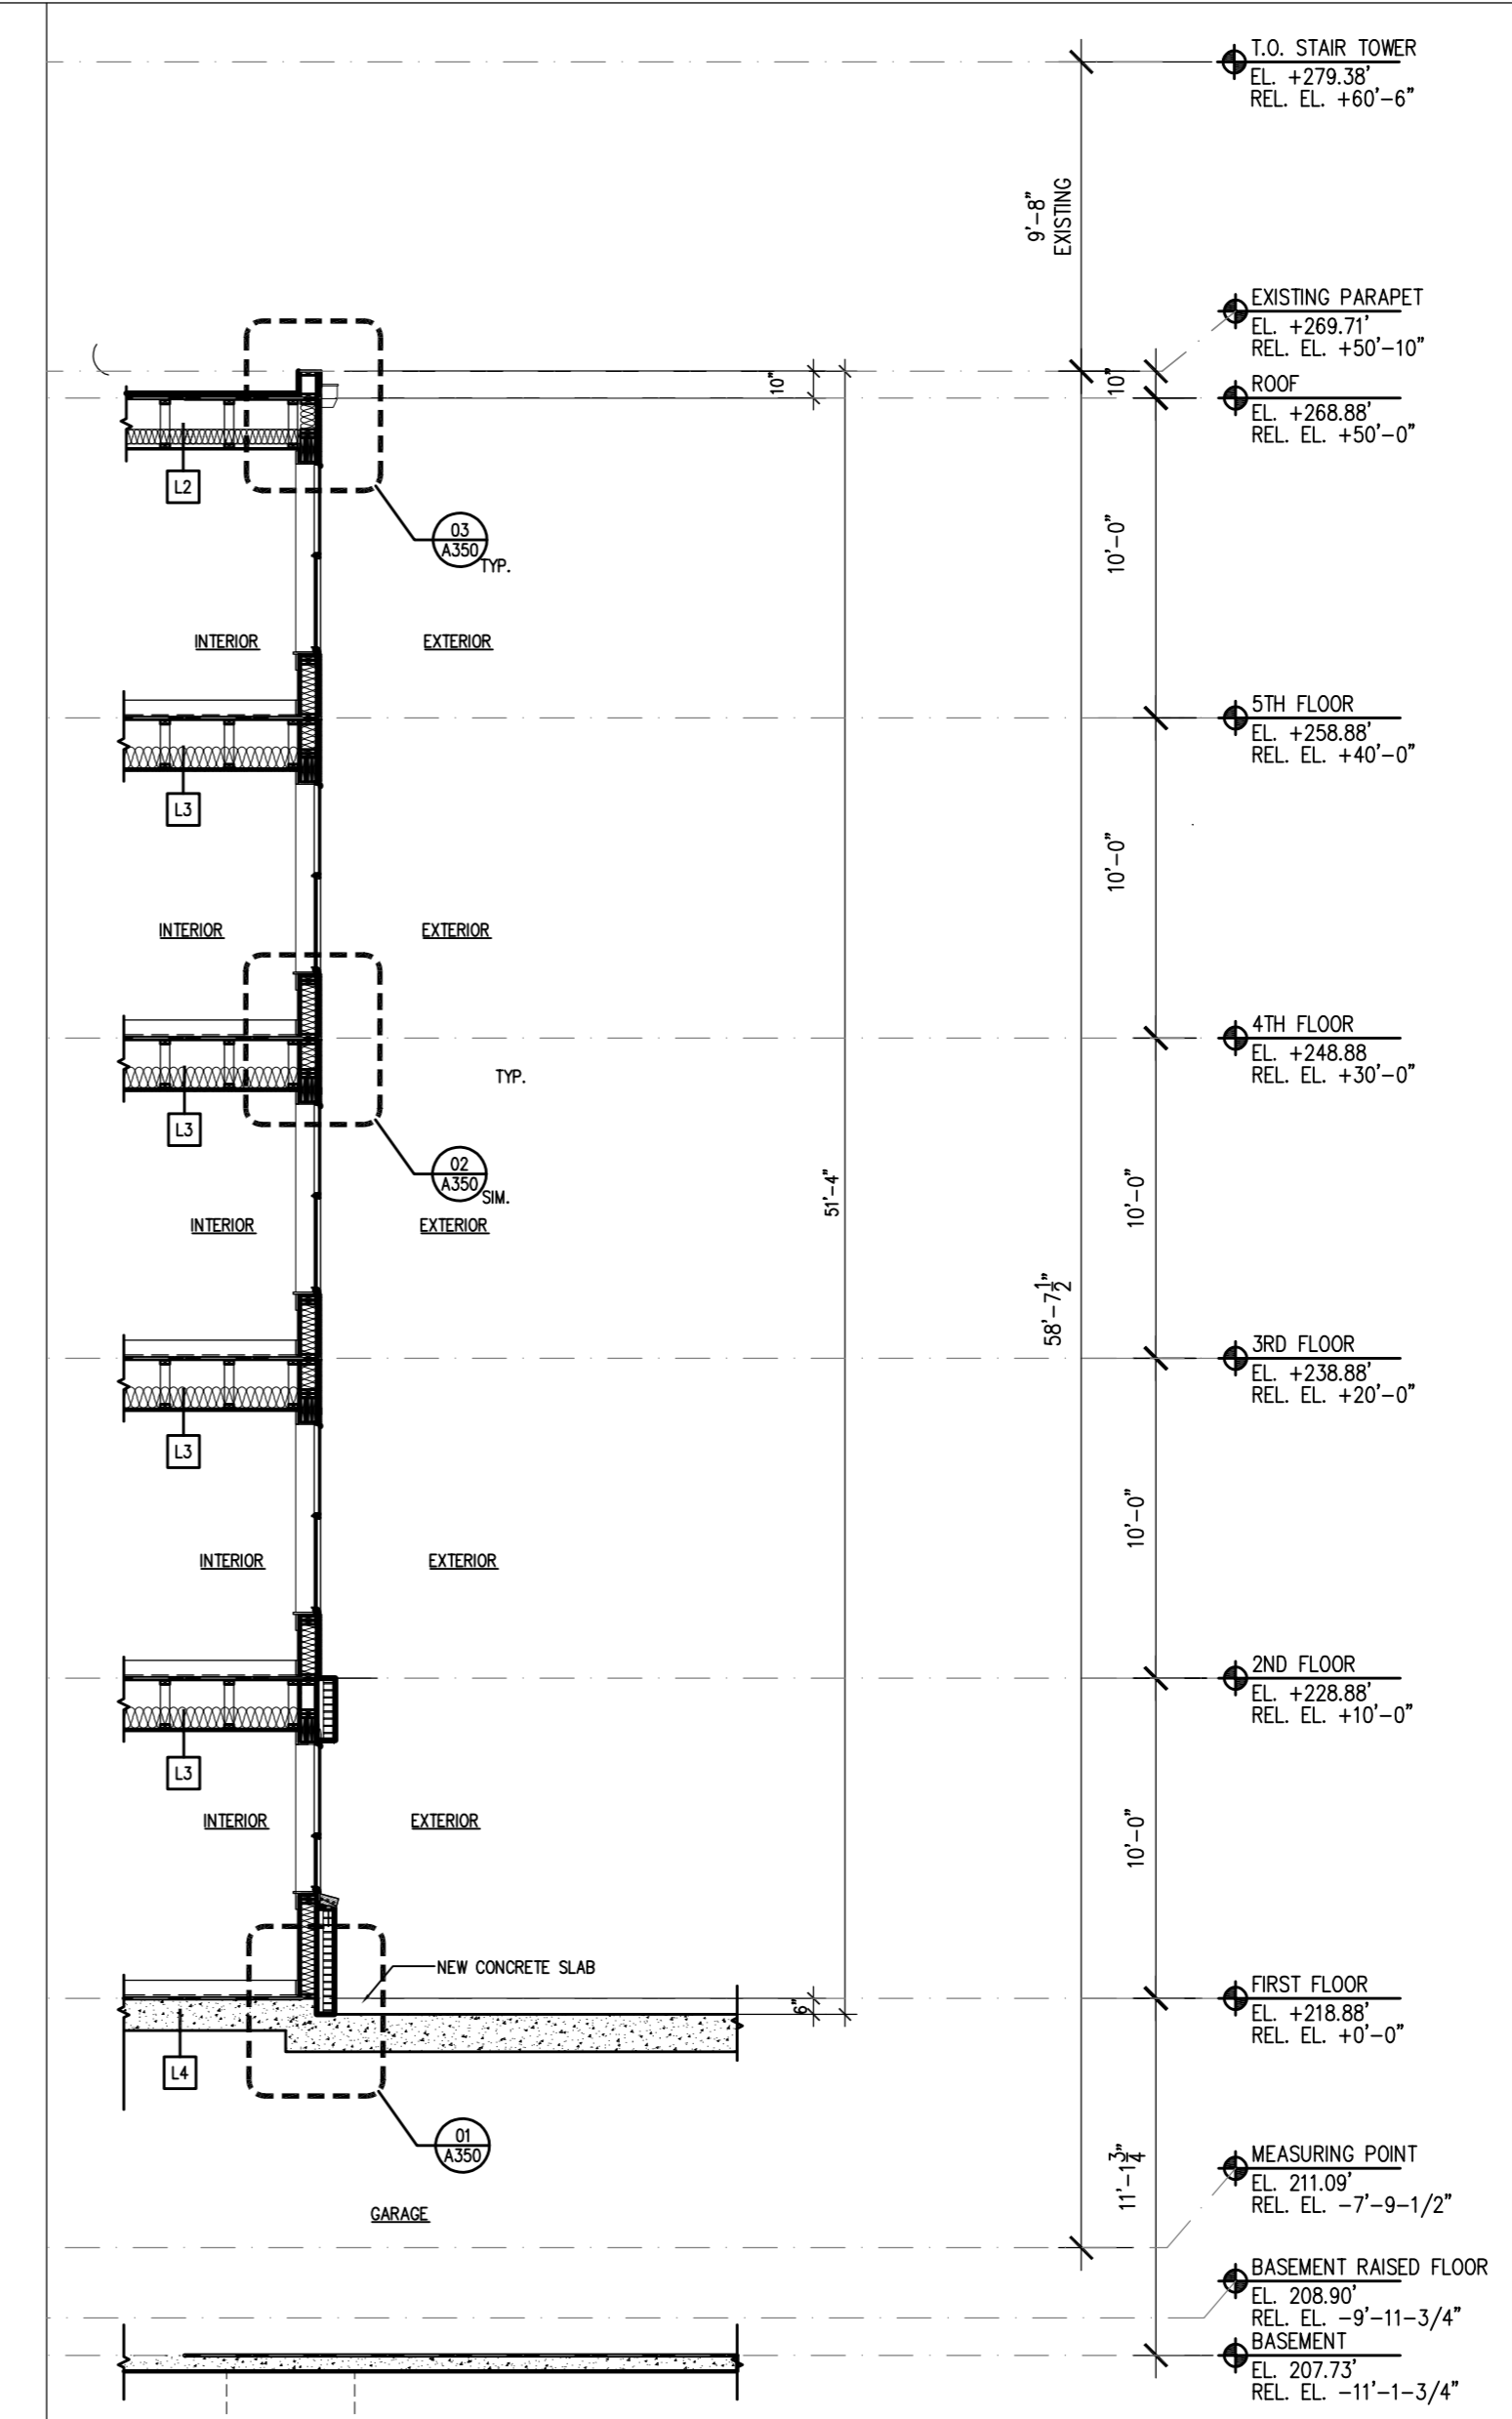 T.O. STAIR TOWER
EL. +279.38'
REL. EL. +60'-6"
9'-8"
EXISTING
EXISTING PARAPET
EL. +269.71'
REL. EL. +50'-10"
10"
10"
ROOF
EL. +268.88'
REL. EL. +50'-0"
L2
03
A350
TYP.
10'-0"
INTERIOR
EXTERIOR
5TH FLOOR
EL. +258.88'
REL. EL. +40'-0"
L3
10'-0"
INTERIOR
EXTERIOR
4TH FLOOR
EL. +248.88
REL. EL. +30'-0"
TYP.
L3
02
A350
SIM.
51'-4"
10'-0"
INTERIOR
EXTERIOR
58'-7 1/2"
3RD FLOOR
EL. +238.88'
REL. EL. +20'-0"
L3
10'-0"
INTERIOR
EXTERIOR
2ND FLOOR
EL. +228.88'
REL. EL. +10'-0"
L3
INTERIOR
EXTERIOR
10'-0"
NEW CONCRETE SLAB
6"
FIRST FLOOR
EL. +218.88'
REL. EL. +0'-0"
L4
01
A350
11'-1 3/4"
MEASURING POINT
EL. 211.09'
REL. EL. -7'-9-1/2"
GARAGE
BASEMENT RAISED FLOOR
EL. 208.90'
REL. EL. -9'-11-3/4"
BASEMENT
EL. 207.73'
REL. EL. -11'-1-3/4"